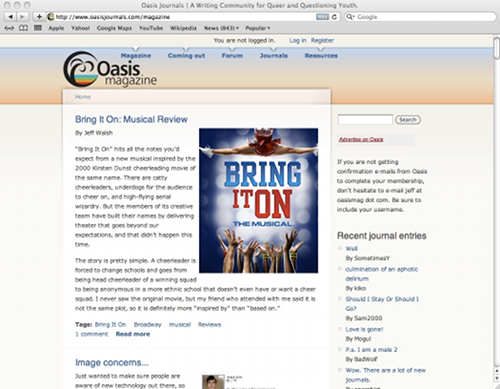 Oasis Journals | A Writing Community for Queer and Questioning Youth.
http://www.oasisjournals.com/magazine
Apple Yahoo! Google Maps YouTube Wikipedia News (843) Popular
You are not logged in. Log in Register
Magazine Coming out Forum Journals Resources
Oasis
magazine
Home
Bring It On: Musical Review
By Jeff Walsh
"Bring It On" hits all the notes you'd
expect from a new musical inspired by the
2000 Kirsten Dunst cheerleading movie of
the same name. There are catty
cheerleaders, underdogs for the audience
to cheer on, and high-flying aerial
wizardry. But the members of its creative
team have built their names by delivering
theater that goes beyond our
expectations, and that didn't happen this
time.
BRING
IT ON
THE MUSICAL
The story is pretty simple. A cheerleader is
forced to change schools and goes from
being head cheerleader of a winning squad
to being anonymous in a more ethnic school that doesn't even have or want a cheer
squad. I never saw the original movie, but my friend who attended with me said it is
not the same plot, so it is definitely more "inspired by" than "based on."
Tags: Bring It On Broadway musical Reviews
1 comment Read more
Image concerns...
Just wanted to make sure people are
aware of new technology out there, so
Search
Advertise on Oasis
If you are not getting
confirmation e-mails from Oasis
to complete your membership,
don't hesitate to e-mail jeff at
oasismag dot com. Be sure to
include your username.
Recent journal entries
Well
By SometimesY
culmination of an aphotic
delirium
By kiko
Should I Stay Or Should I
Go?
By Sam2000
Love is gone!
By Mogul
P.s. I am a male 2
By BadWolf
Wow. There are a lot of new
journals.